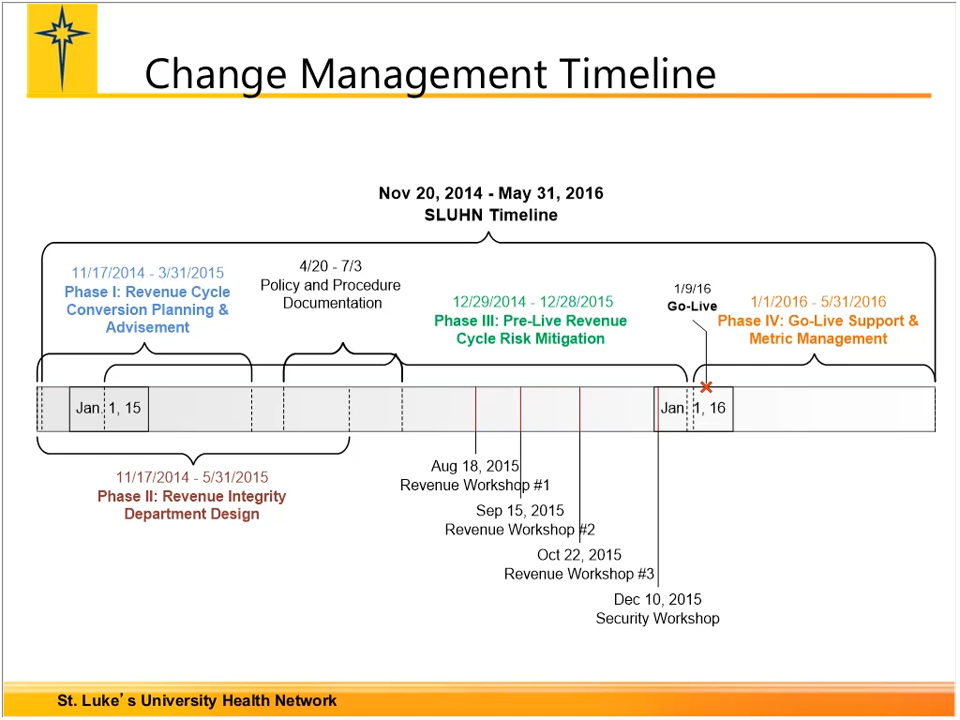 Change Management Timeline
Nov 20, 2014 - May 31, 2016
SLUHN Timeline
11/17/2014 - 3/31/2015
Phase I: Revenue Cycle
Conversion Planning &
Advisement
4/20 - 7/3
Policy and Procedure
Documentation
12/29/2014 - 12/28/2015
Phase III: Pre-Live Revenue
Cycle Risk Mitigation
1/9/16
Go-Live
1/1/2016 - 5/31/2016
Phase IV: Go-Live Support &
Metric Management
Jan. 1, 15
Jan. 1, 16
11/17/2014 - 5/31/2015
Phase II: Revenue Integrity
Department Design
Aug 18, 2015
Revenue Workshop #1
Sep 15, 2015
Revenue Workshop #2
Oct 22, 2015
Revenue Workshop #3
Dec 10, 2015
Security Workshop
St. Luke’s University Health Network